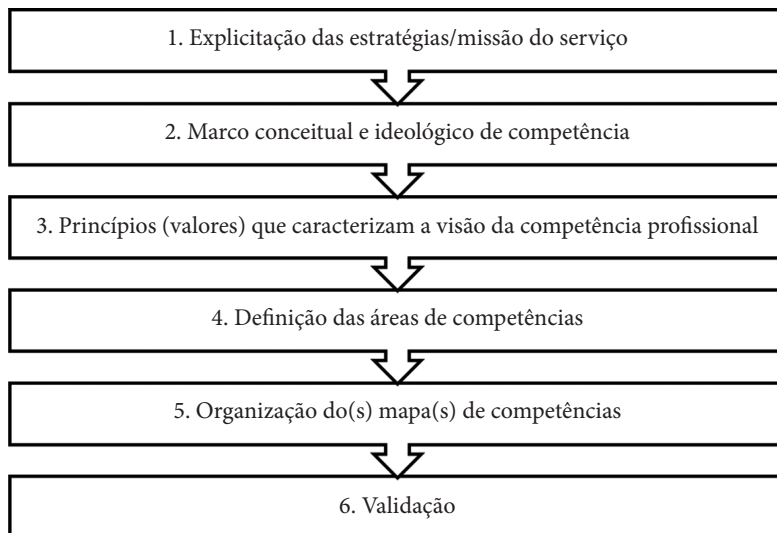 1. Explicitação das estratégias/missão do serviço
2. Marco conceitual e ideológico de competência
3. Princípios (valores) que caracterizam a visão da competência profissional
4. Definição das áreas de competências
5. Organização do(s) mapa(s) de competências
6. Validação